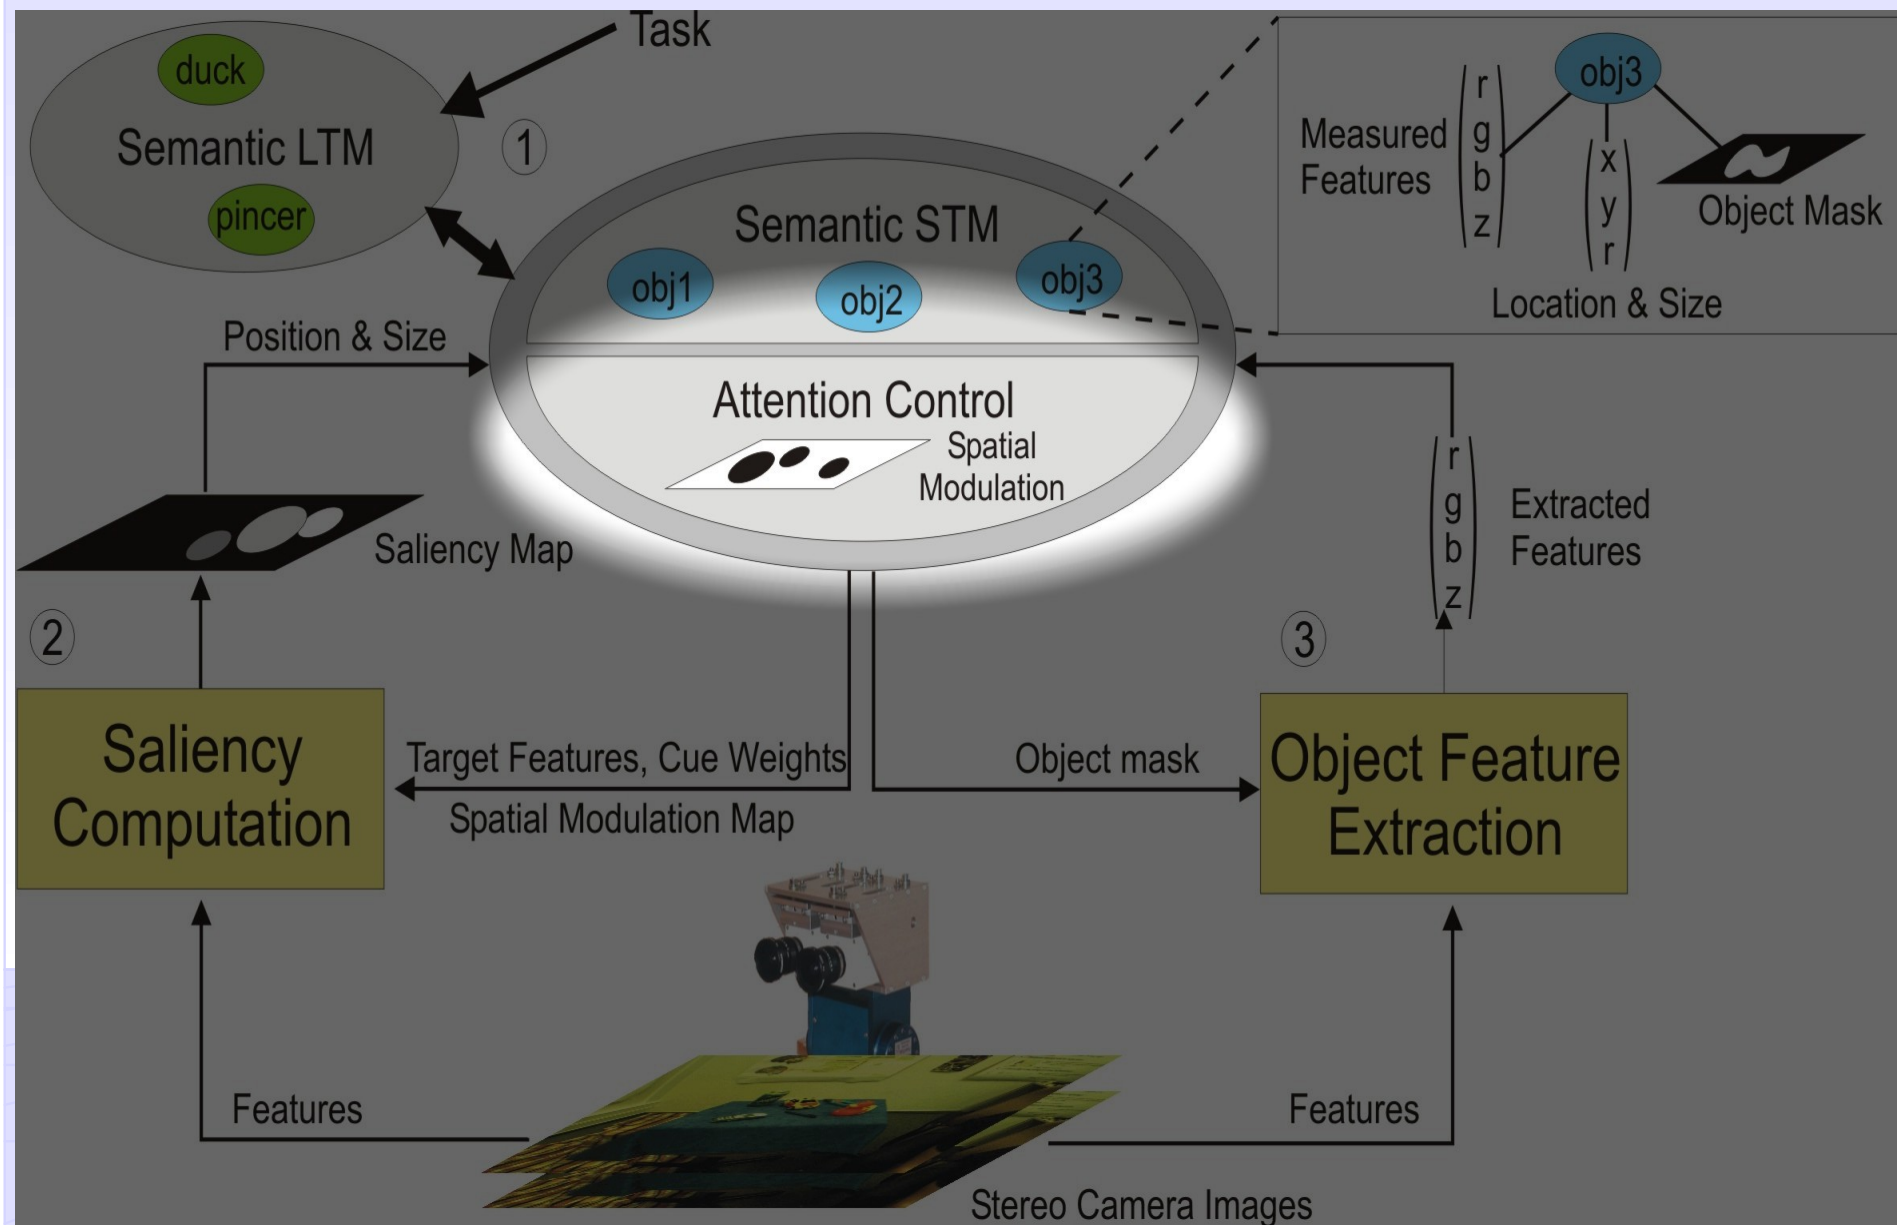 Task
duck
Semantic LTM
pincer
1
Semantic STM
obj1
obj2
obj3
obj3
Measured
Features
r
g
b
z
x
y
r
Object Mask
Location & Size
Position & Size
Attention Control
Spatial
Modulation
Saliency Map
r
g
b
z
Extracted
Features
2
3
Saliency
Computation
Target Features, Cue Weights
Spatial Modulation Map
Object mask
Object Feature
Extraction
Features
Features
Stereo Camera Images